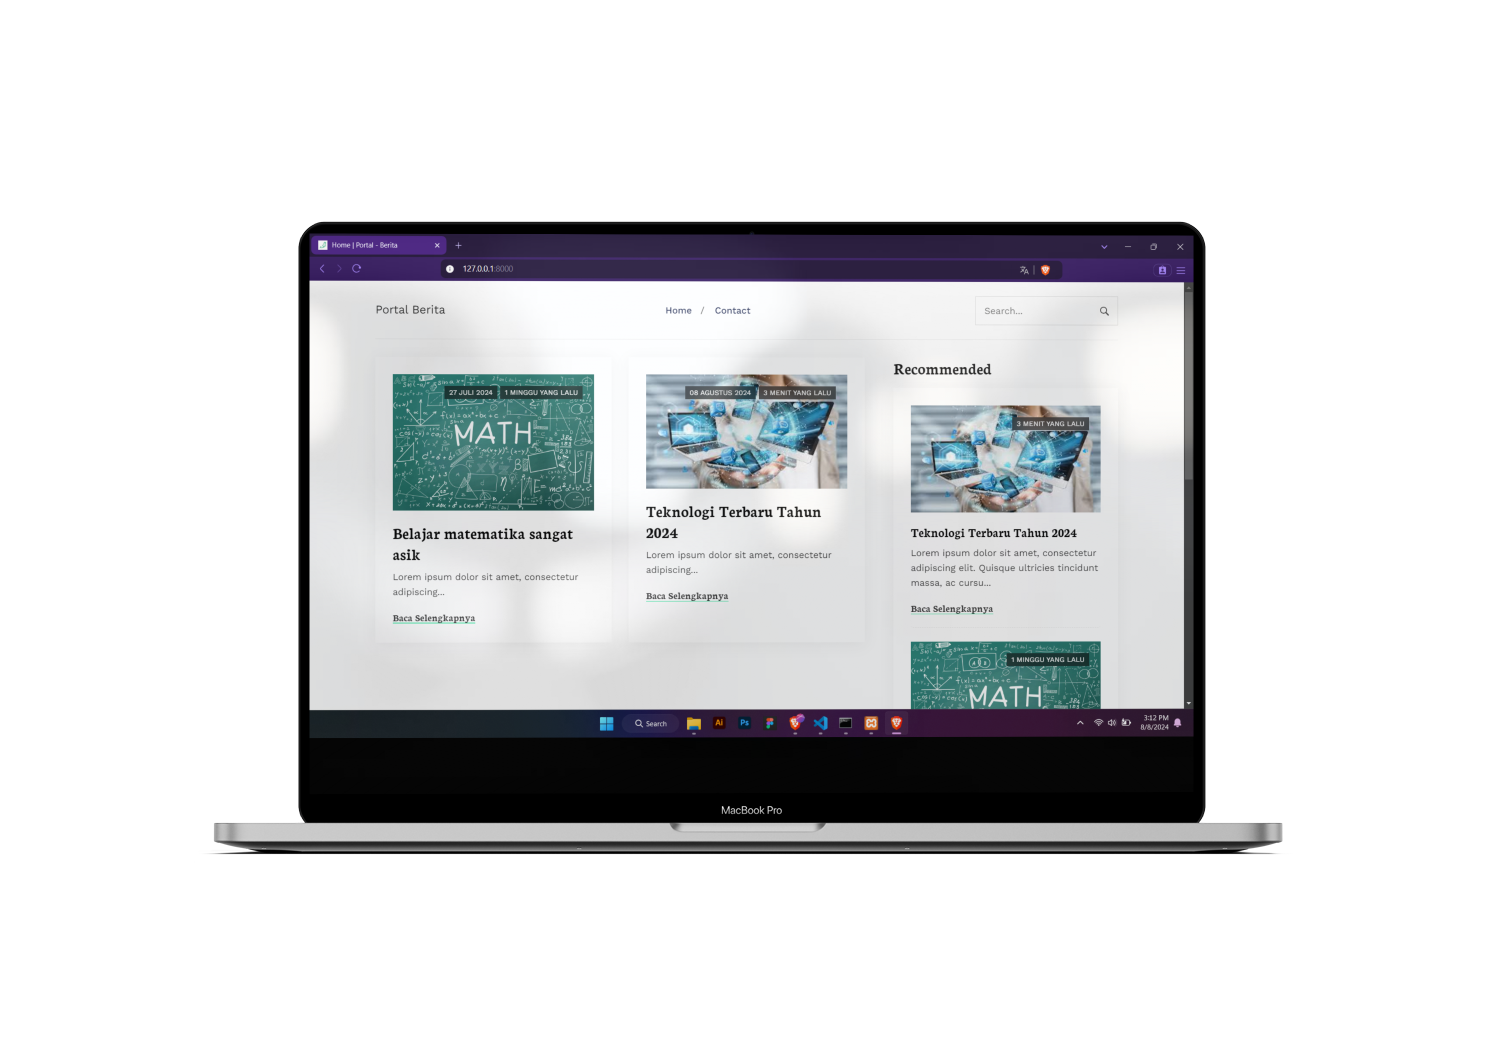 Home | Portal - Berita
127.0.0.1:8000
Portal Berita
Home / Contact
Search...
27 JULI 2024 1 MINGGU YANG LALU
MATH
Belajar matematika sangat
asik
Lorem ipsum dolor sit amet, consectetur
adipiscing...
Baca Selengkapnya
08 AGUSTUS 2024 3 MENIT YANG LALU
Teknologi Terbaru Tahun
2024
Lorem ipsum dolor sit amet, consectetur
adipiscing...
Baca Selengkapnya
Recommended
3 MENIT YANG LALU
Teknologi Terbaru Tahun 2024
Lorem ipsum dolor sit amet, consectetur
adipiscing elit. Quisque ultricies tincidunt
massa, ac cursu...
Baca Selengkapnya
1 MINGGU YANG LALU
MATH
Search
Ai
Ps
3:12 PM
8/8/2024
MacBook Pro